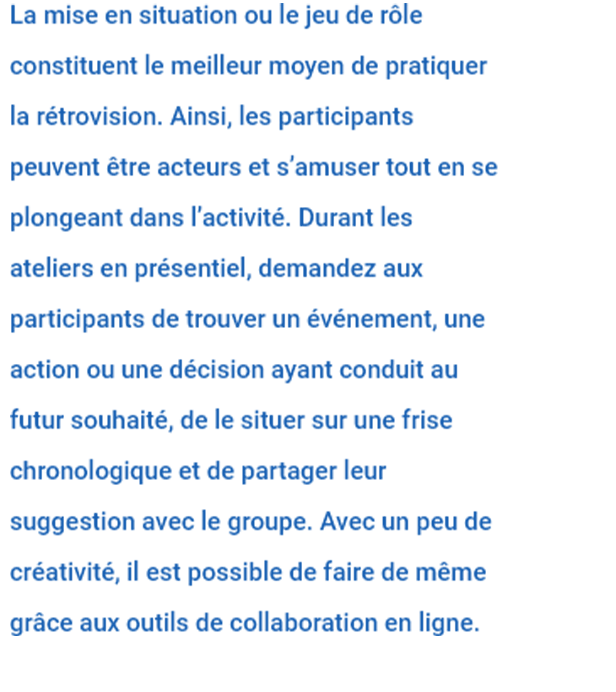 La mise en situation ou le jeu de rôle
constituent le meilleur moyen de pratiquer
la rétrovision. Ainsi, les participants
peuvent être acteurs et s’amuser tout en se
plongeant dans l’activité. Durant les
ateliers en présentiel, demandez aux
participants de trouver un événement, une
action ou une décision ayant conduit au
futur souhaité, de le situer sur une frise
chronologique et de partager leur
suggestion avec le groupe. Avec un peu de
créativité, il est possible de faire de même
grâce aux outils de collaboration en ligne.